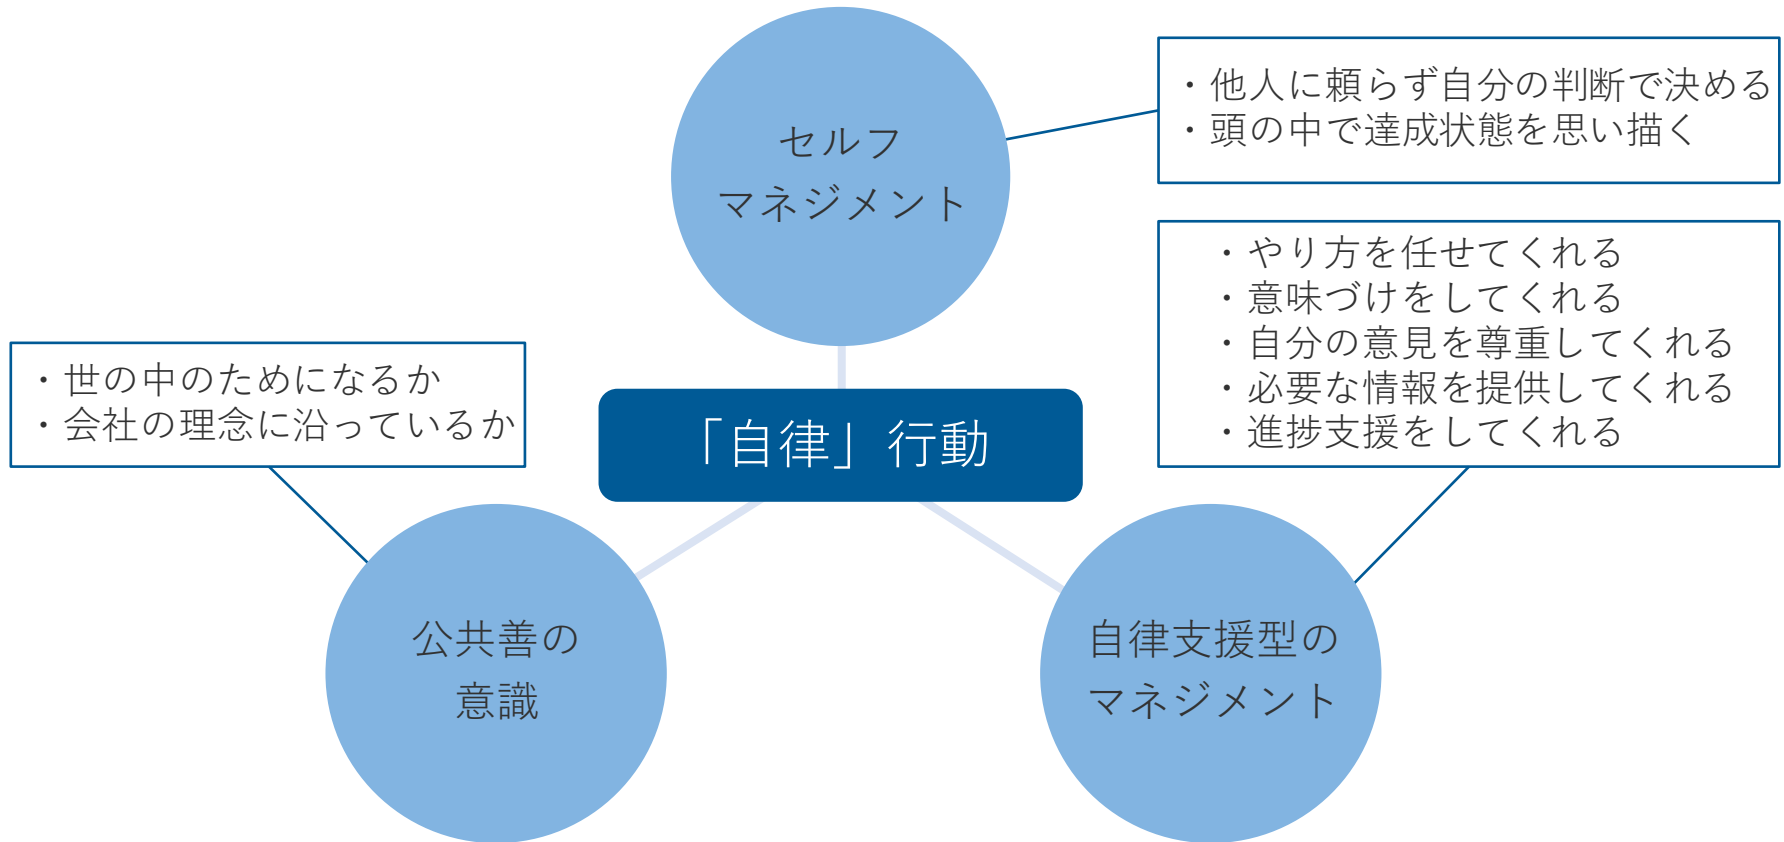 セルフ
マネジメント
・他人に頼らず自分の判断で決める
・頭の中で達成状態を思い描く
・やり方を任せてくれる
・意味づけをしてくれる
・自分の意見を尊重してくれる
・必要な情報を提供してくれる
・進捗支援をしてくれる
・世の中のためになるか
・会社の理念に沿っているか
「自律」行動
公共善の
意識
自律支援型の
マネジメント